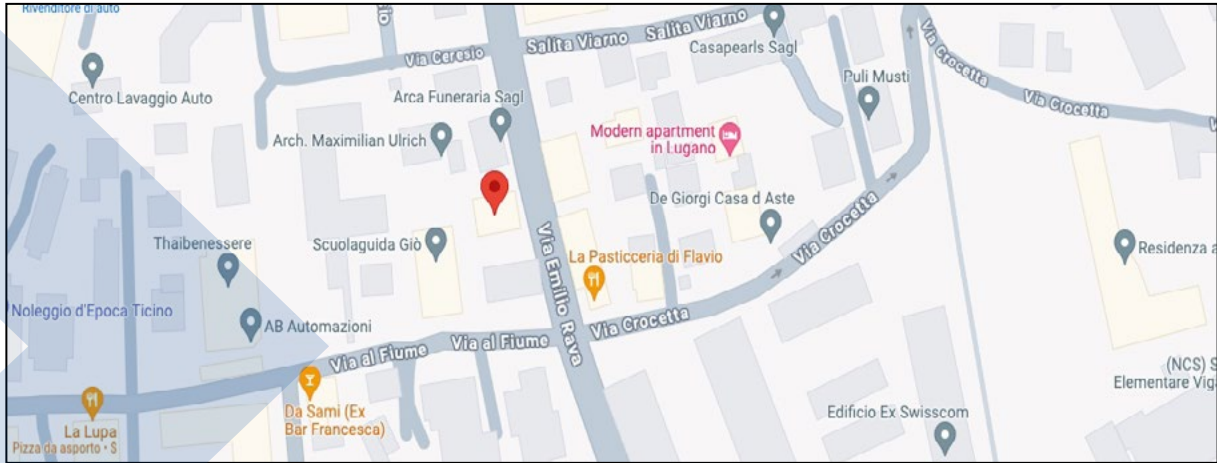 Rivenditore di auto
Centro Lavaggio Auto
Via Ceresio
Salita Viarno
Salita Viarno
Casapearls Sagl
Via Crocetta
Via Crocetta
Puli Musti
Arca Funeraria Sagl
Arch. Maximilian Ulrich
Modern apartment
in Lugano
De Giorgi Casa d Aste
Via Crocetta
Thaibenessere
Scuolaguida Giò
Via Emilio Rava
La Pasticceria di Flavio
Residenza a
Noleggio d'Epoca Ticino
AB Automazioni
Via al Fiume
Via al Fiume
Via Crocetta
Da Sami (Ex
Bar Francesca)
La Lupa
Pizza da asporto • S
Edificio Ex Swisscom
(NCS) S
Elementare Viga